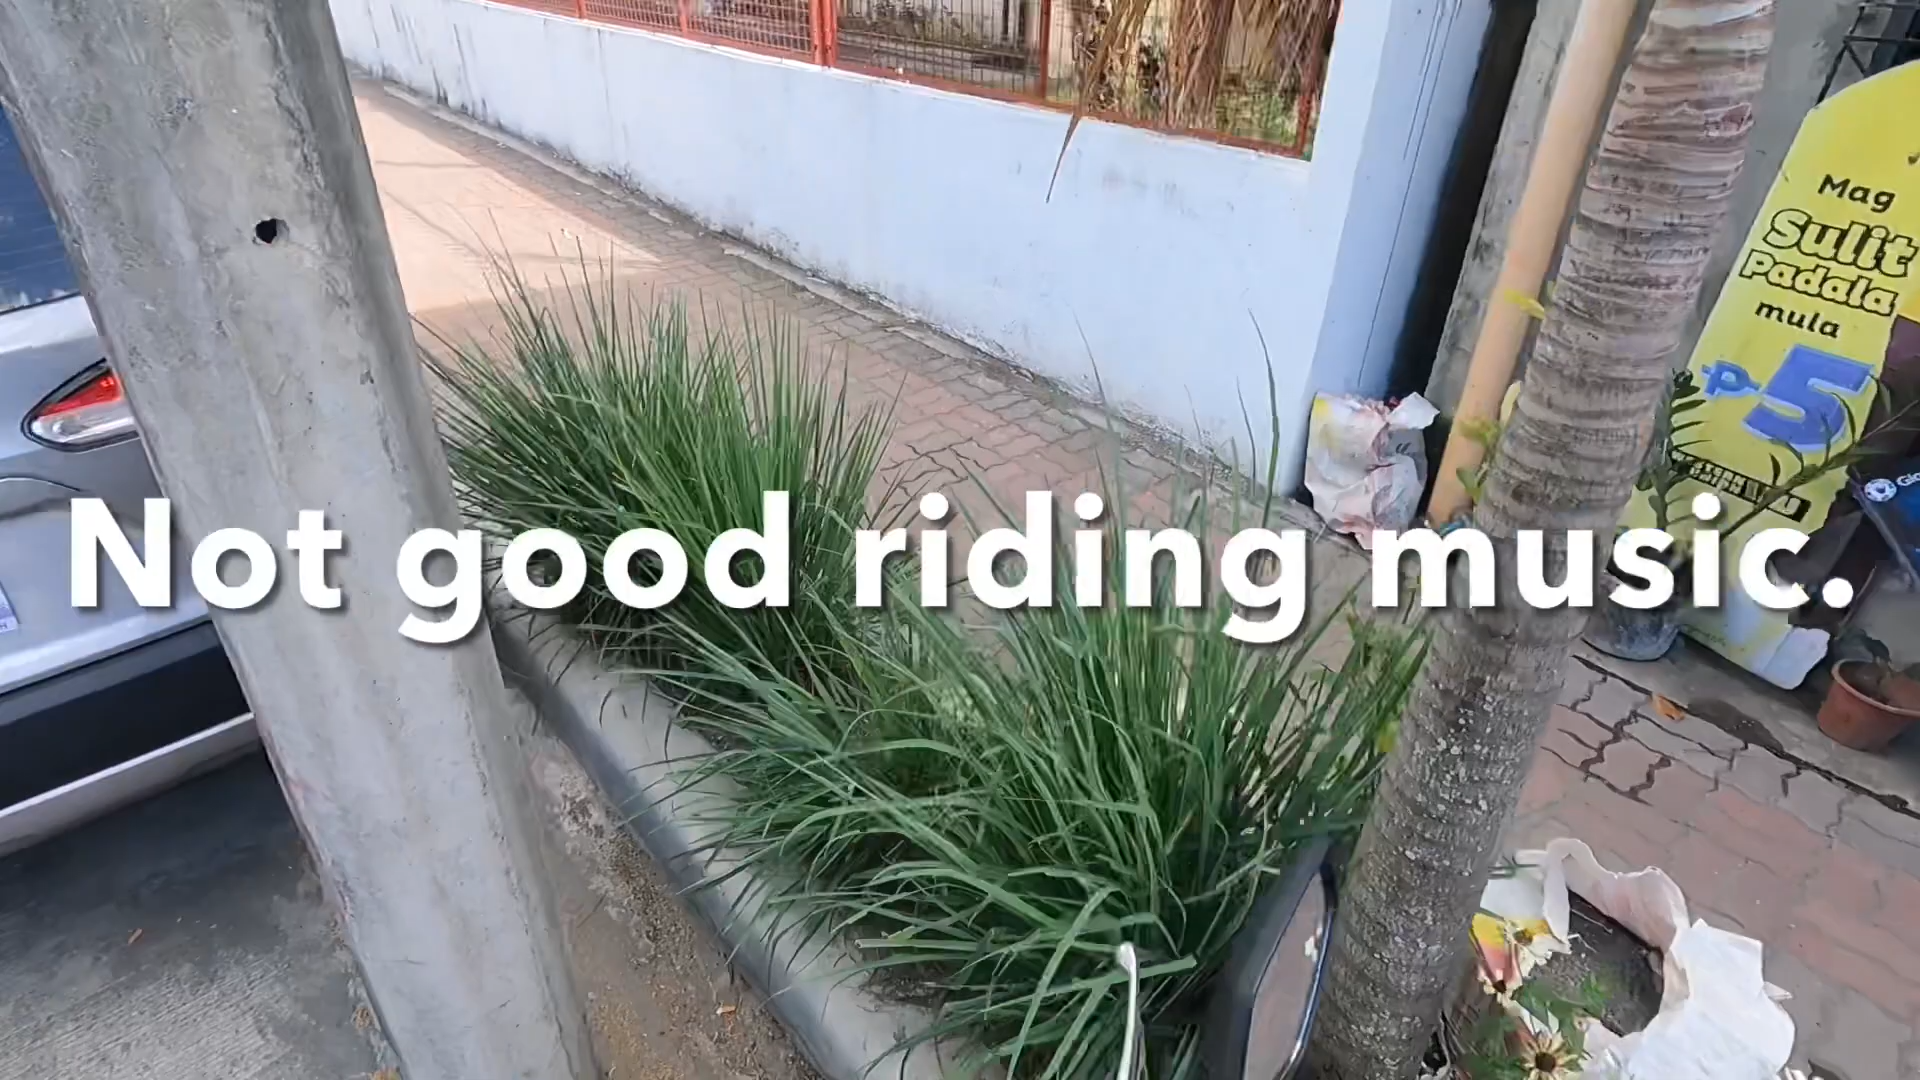 Mag
Sulit
Padala
mula
₱5
Not good riding music.